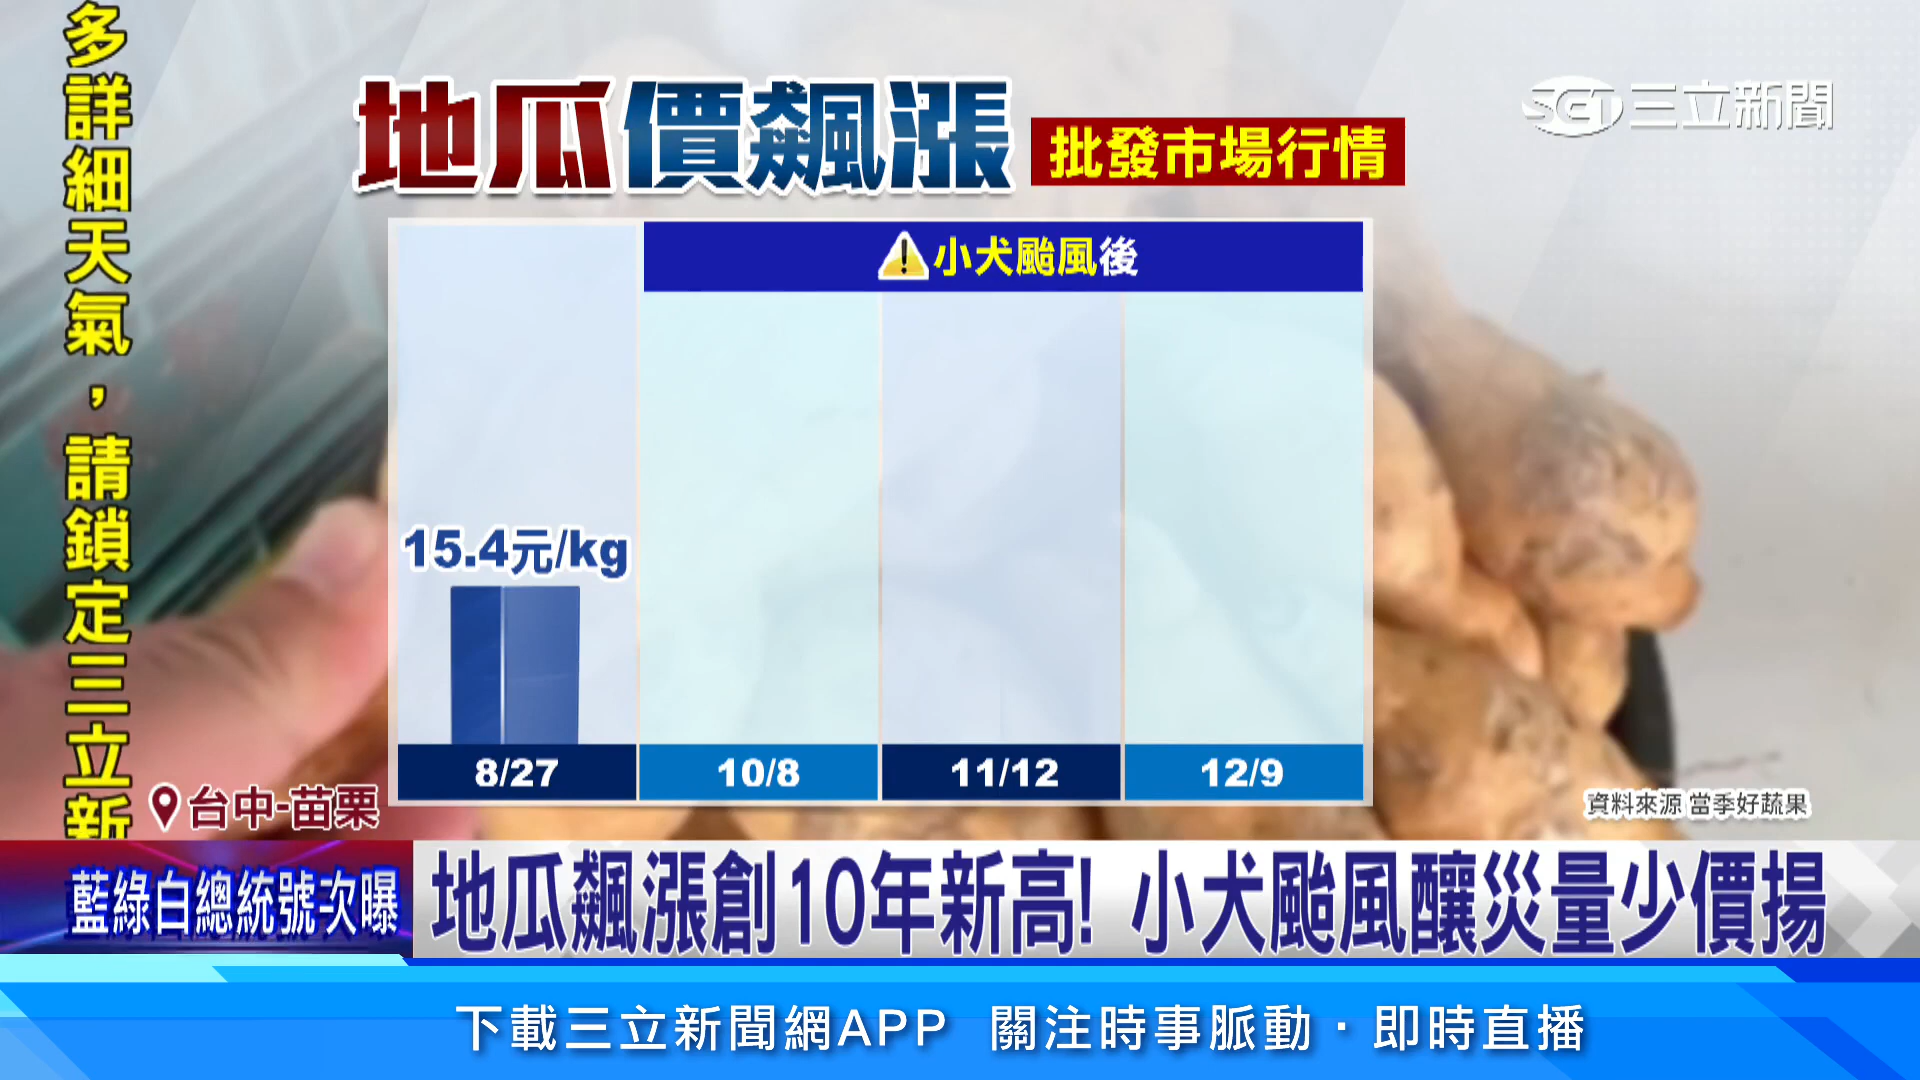 多詳細天氣，請鎖定三立新
地瓜價飆漲
批發市場行情
SET三立新聞
小犬颱風後
15.4元/kg
8/27
10/8
11/12
12/9
台中-苗栗
資料來源 當季好蔬果
藍綠白總統號次曝
地瓜飆漲創10年新高! 小犬颱風釀災量少價揚
下載三立新聞網APP 關注時事脈動·即時直播